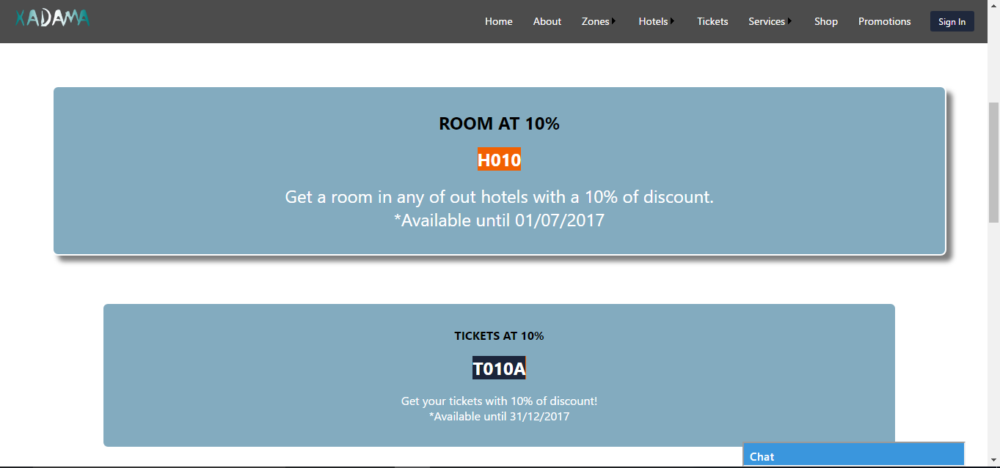 XADAMA
Home About Zones Hotels Tickets Services Shop Promotions Sign In
ROOM AT 10%
H010
Get a room in any of out hotels with a 10% of discount.
*Available until 01/07/2017
TICKETS AT 10%
T010A
Get your tickets with 10% of discount!
*Available until 31/12/2017
Chat